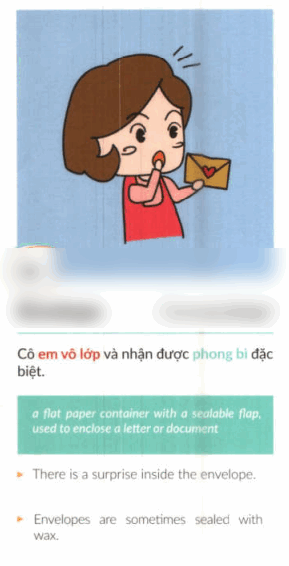 Cô em vô lớp và nhận được phong bì đặc
biệt.
a flat paper container with a sealable flap,
used to enclose a letter or document
There is a surprise inside the envelope.
Envelopes are sometimes sealed with
wax.